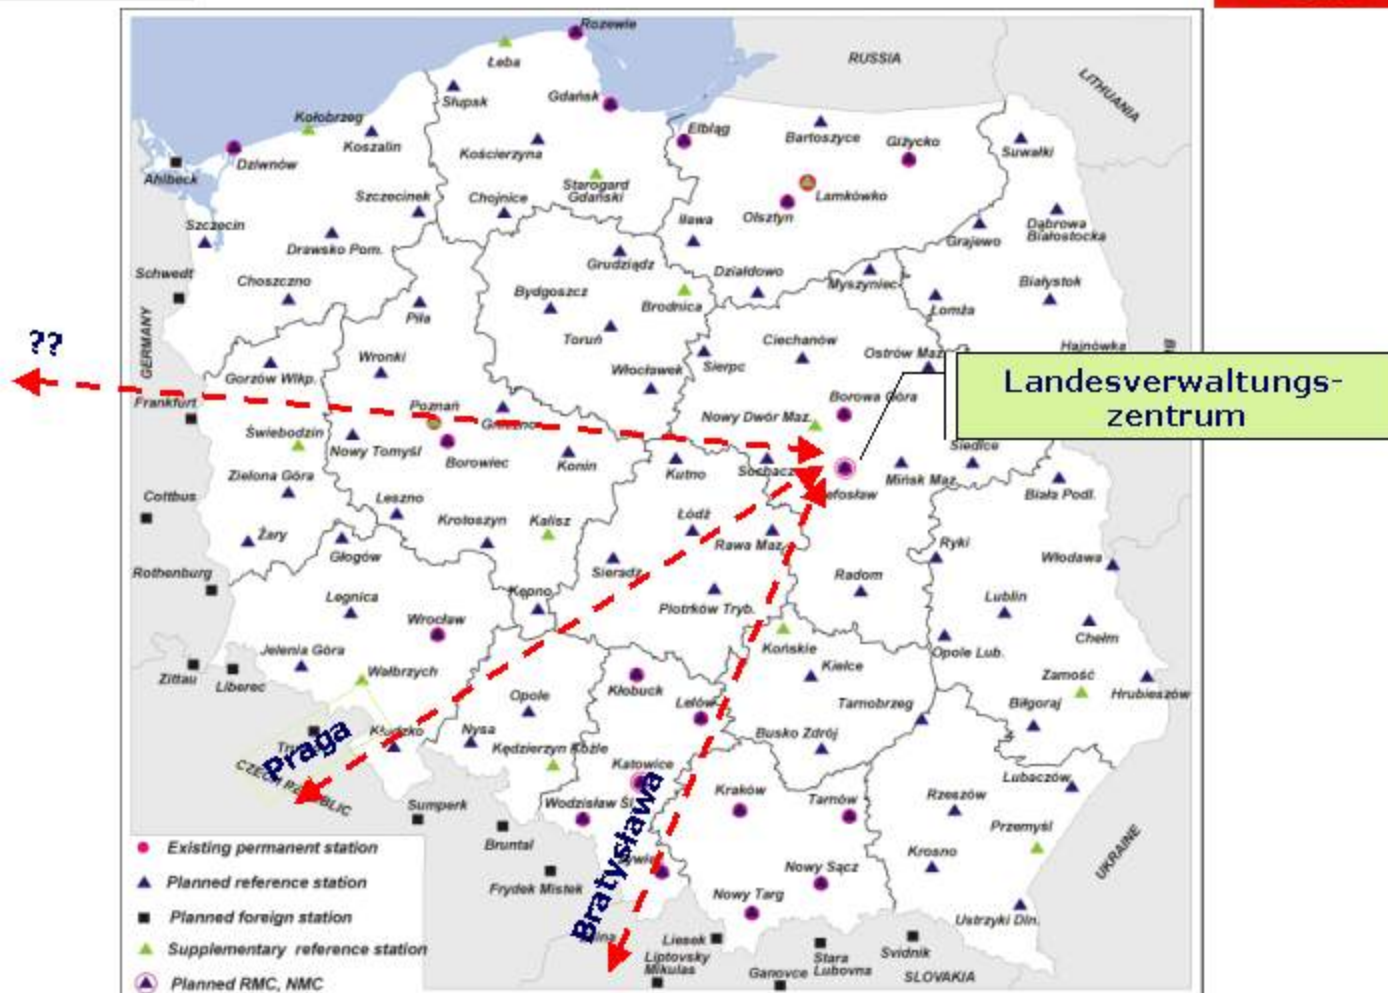 Rozewie
Łeba
RUSSIA
LITHUANIA
Słupsk
Gdańsk
Kołobrzeg
Koszalin
Kościerzyna
Elbląg
Bartoszyce
Giżycko
Suwałki
Dziwnów
Ahlbeck
Starogard
Gdański
Lamkówko
Szczecinek
Chojnice
Olsztyn
Iława
Szczecin
Drawsko Pom.
Grajewo
Dąbrowa
Białostocka
Schwedt
Choszczno
Grudziądz
Działdowo
Myszyniec
Białystok
Bydgoszcz
Brodnica
Łomża
Piła
Toruń
Ciechanów
GERMANY
??
Wronki
Włocławek
Sierpc
Ostrów Maz.
Hajnówka
Gorzów Wlkp.
Landesverwaltungs-
zentrum
Frankfurt
Poznań
Borowa Góra
Nowy Dwór Maz.
Świebodzin
Nowy Tomyśl
Borowiec
Konin
Kutno
Siedlce
Zielona Góra
Mińsk Maz.
Biała Podl.
Cottbus
Leszno
Krotoszyn
Kalisz
Łódź
Rawa Maz.
Żary
Głogów
Ryki
Włodawa
Rothenburg
Sieradz
Radom
Legnica
Kępno
Piotrków Tryb.
Lublin
Wrocław
Chełm
Jelenia Góra
Końskie
Opole Lub.
Zittau
Liberec
Wałbrzych
Kielce
Zamość
Hrubieszów
Opole
Kłobuck
Lelów
Tarnobrzeg
Biłgoraj
Kłudzko
Nysa
Busko Zdrój
Praga
Kędzierzyn Koźle
Katowice
CZECH REPUBLIC
Lubaczów
Sumperk
Wodzisław Śl.
Kraków
Tarnów
Rzeszów
Przemyśl
Bratysława
Bruntal
Krosno
UKRAINE
Frydek Mistek
Nowy Sącz
Nowy Targ
Ustrzyki Dln.
Liesek
Liptovsky
Mikulas
Ganovce
Stara
Lubovna
Svidnik
SLOVAKIA
Existing permanent station
Planned reference station
Planned foreign station
Supplementary reference station
Planned RMC, NMC